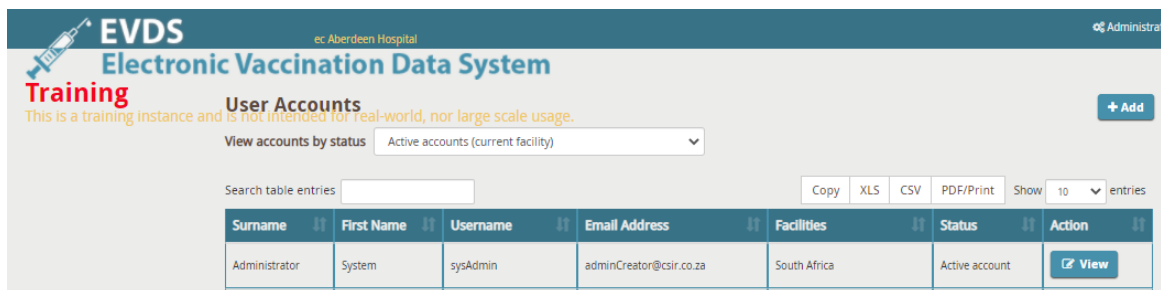 EVDS
ec Aberdeen Hospital
Electronic Vaccination Data System
Training
This is a training instance and is not intended for real-world, nor large scale usage.
User Accounts
+ Add
View accounts by status Active accounts (current facility)
Search table entries Copy XLS CSV PDF/Print Show 10 entries
Surname First Name Username Email Address Facilities Status Action
Administrator System sysAdmin adminCreator@csir.co.za South Africa Active account View